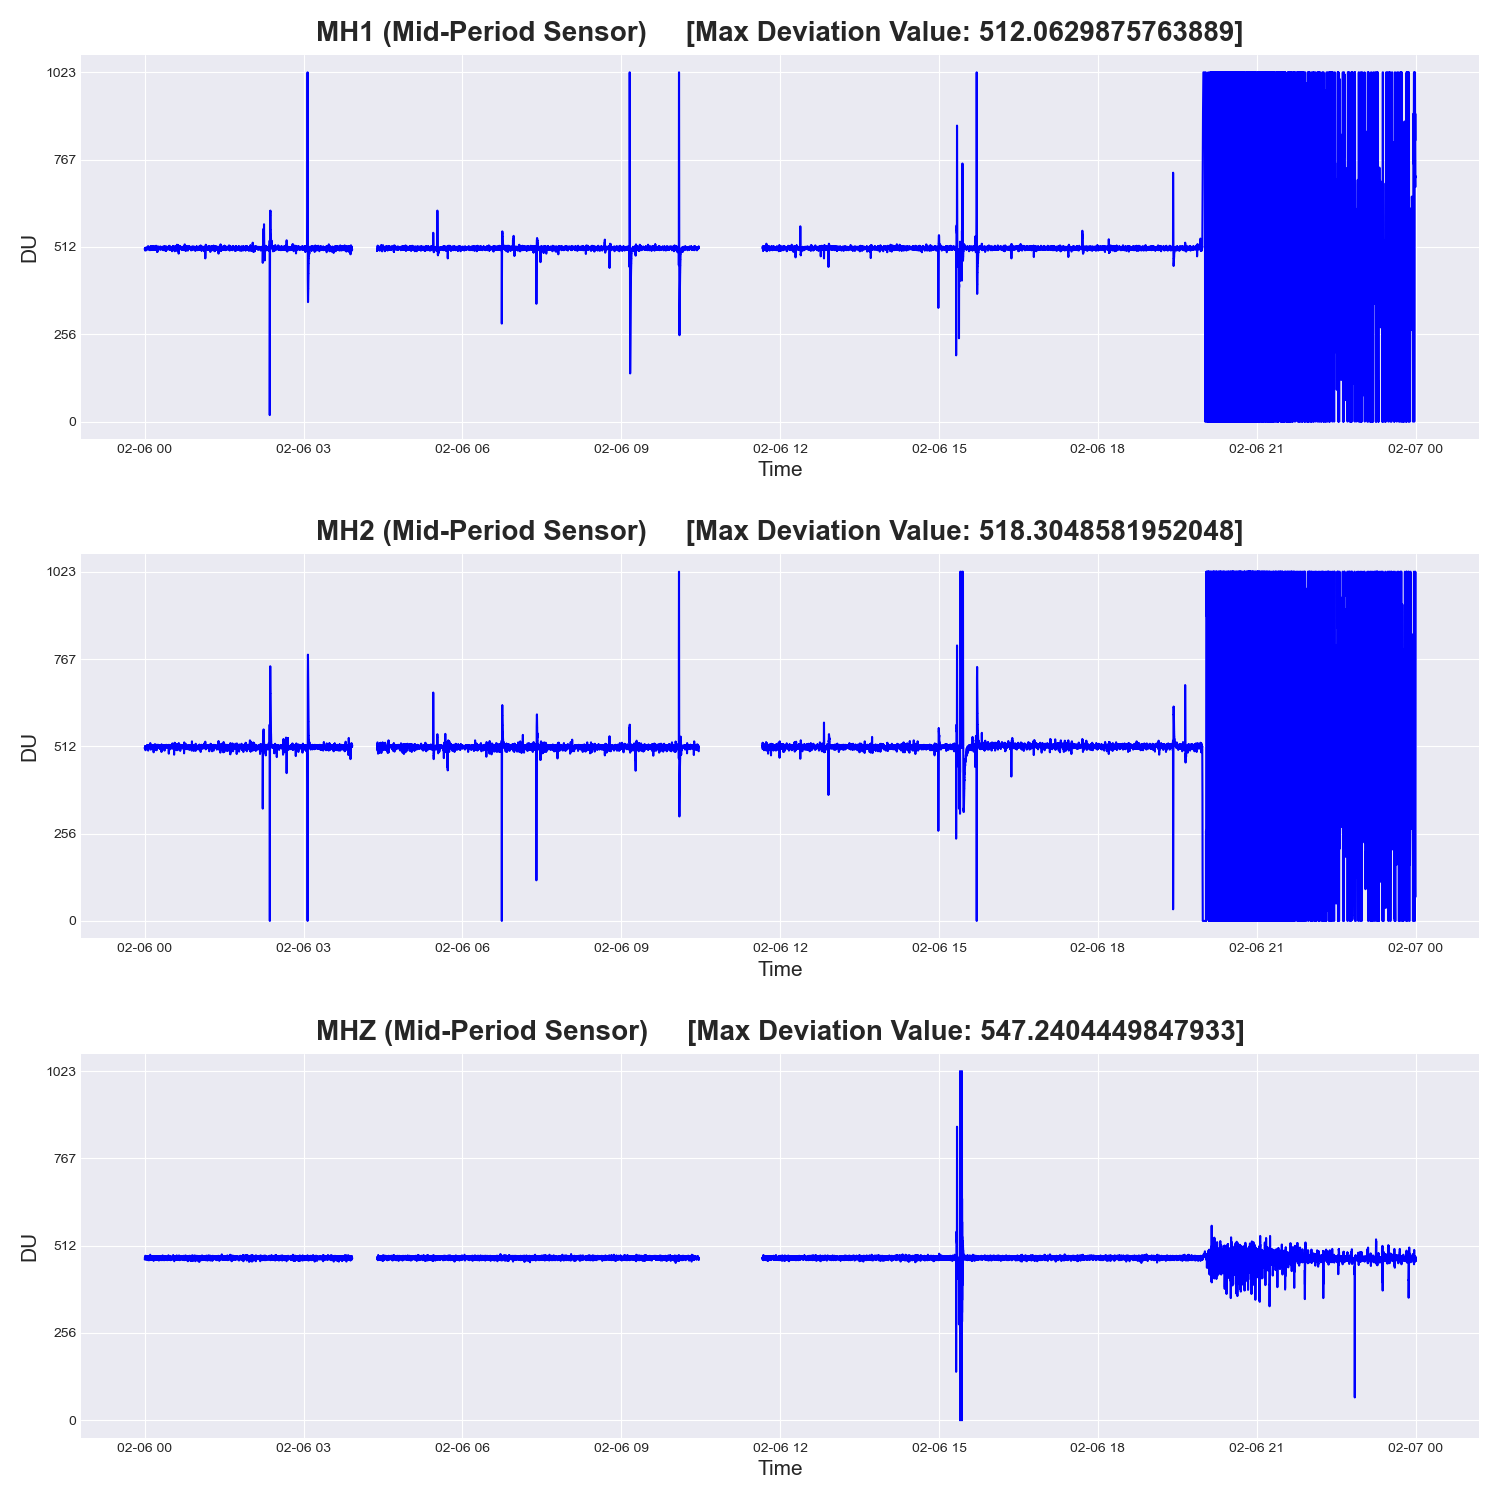 MH1 (Mid-Period Sensor) [Max Deviation Value: 512.0629875763889]
1023
767
512
256
0
DU
02-06 00 02-06 03 02-06 06 02-06 09 02-06 12 02-06 15 02-06 18 02-06 21 02-07 00
Time
MH2 (Mid-Period Sensor) [Max Deviation Value: 518.3048581952048]
1023
767
512
256
0
DU
02-06 00 02-06 03 02-06 06 02-06 09 02-06 12 02-06 15 02-06 18 02-06 21 02-07 00
Time
MHZ (Mid-Period Sensor) [Max Deviation Value: 547.2404449847933]
1023
767
512
256
0
DU
02-06 00 02-06 03 02-06 06 02-06 09 02-06 12 02-06 15 02-06 18 02-06 21 02-07 00
Time